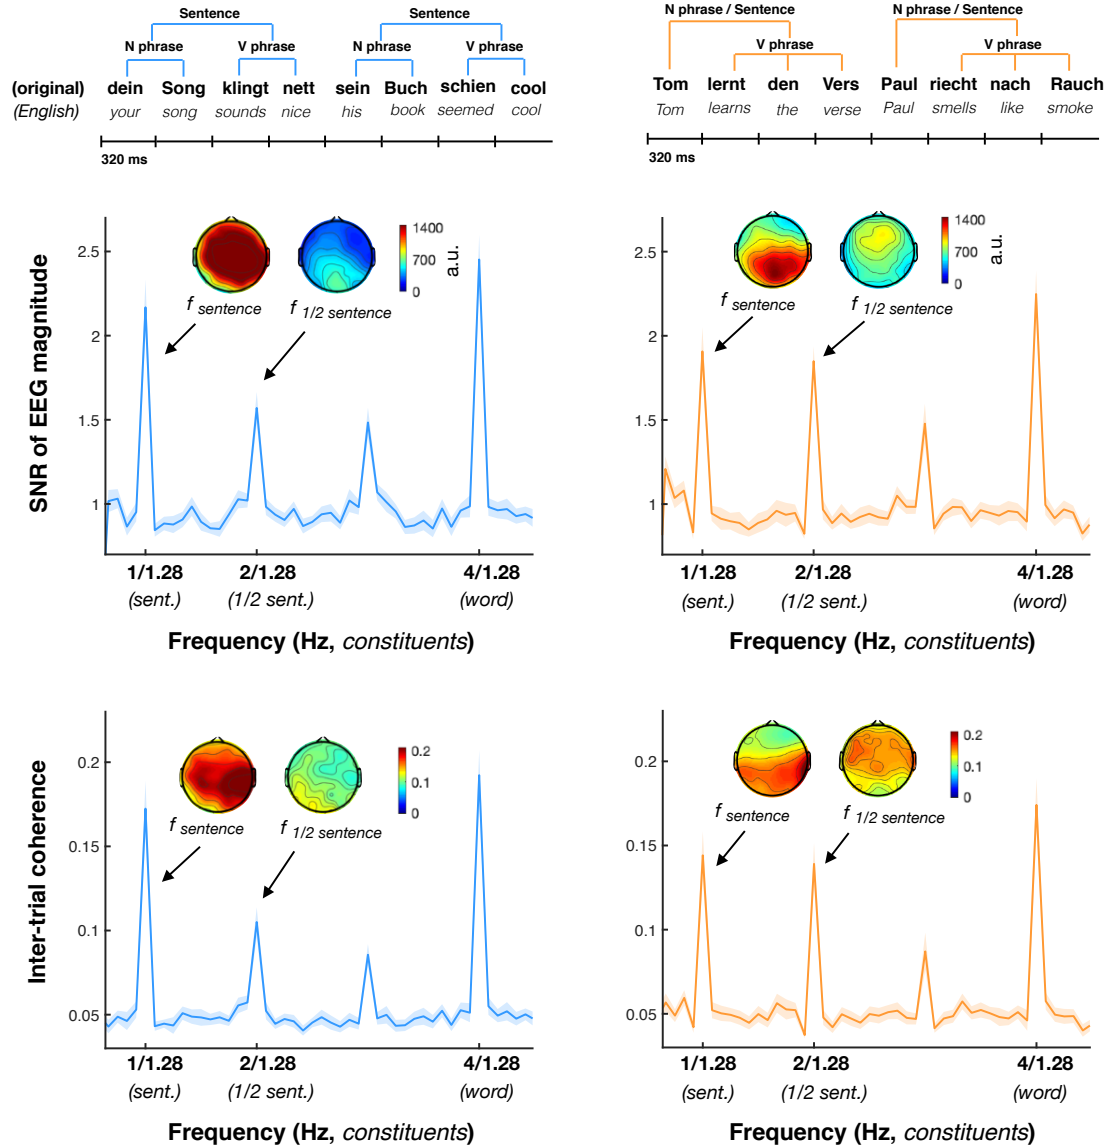 Sentence Sentence
N phrase V phrase N phrase V phrase
(original) dein Song klingt nett sein Buch schien cool
(English) your song sounds nice his book seemed cool
320 ms
N phrase / Sentence N phrase / Sentence
V phrase V phrase
Tom lernt den Vers Paul riecht nach Rauch
Tom learns the verse Paul smells like smoke
320 ms
SNR of EEG magnitude
2.5
2
1.5
1
1400
700
0
a.u.
f sentence
f 1/2 sentence
1/1.28 2/1.28 4/1.28
(sent.) (1/2 sent.) (word)
Frequency (Hz, constituents)
2.5
2
1.5
1
1400
700
0
a.u.
f sentence
f 1/2 sentence
1/1.28 2/1.28 4/1.28
(sent.) (1/2 sent.) (word)
Frequency (Hz, constituents)
Inter-trial coherence
0.2
0.15
0.1
0.05
0.2
0.1
0
f sentence
f 1/2 sentence
1/1.28 2/1.28 4/1.28
(sent.) (1/2 sent.) (word)
Frequency (Hz, constituents)
0.2
0.15
0.1
0.05
0.2
0.1
0
f sentence
f 1/2 sentence
1/1.28 2/1.28 4/1.28
(sent.) (1/2 sent.) (word)
Frequency (Hz, constituents)